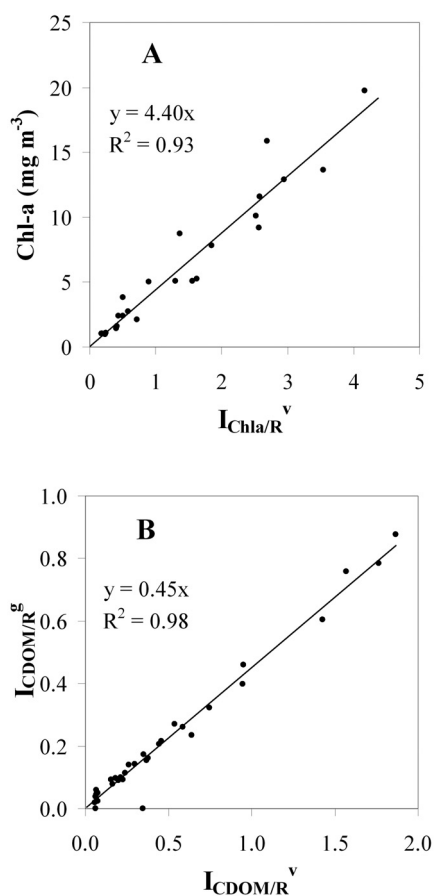 A
y = 4.40x
R² = 0.93
Chl-a (mg m⁻³)
25
20
15
10
5
0
0 1 2 3 4 5
I_Chla/R^v
B
y = 0.45x
R² = 0.98
I_CDOM/R^g
1.0
0.8
0.6
0.4
0.2
0.0
0.0 0.5 1.0 1.5 2.0
I_CDOM/R^v